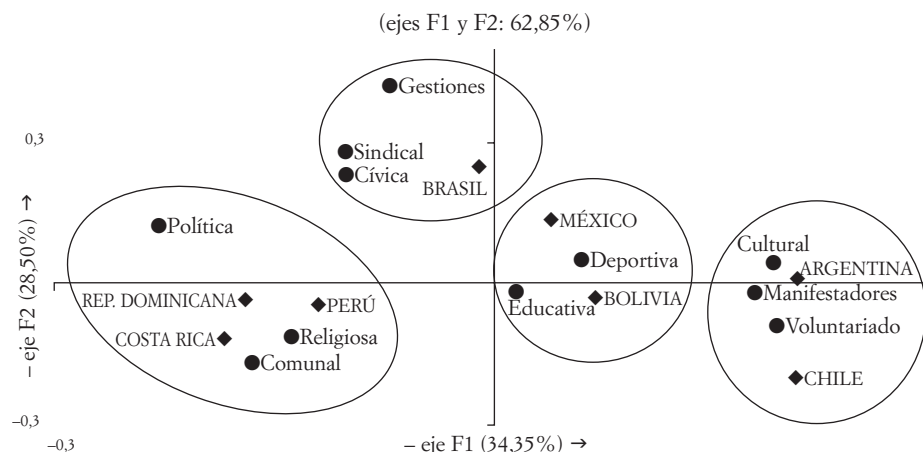 (ejes F1 y F2: 62,85%)
Gestiones
0,3
Sindical
Cívica
BRASIL
Política
MÉXICO
Deportiva
Cultural
ARGENTINA
REP. DOMINICANA
PERÚ
Educativa
BOLIVIA
Manifestadores
COSTA RICA
Religiosa
Voluntariado
Comunal
CHILE
– eje F2 (28,50%) →
–0,3
–0,3
– eje F1 (34,35%) →